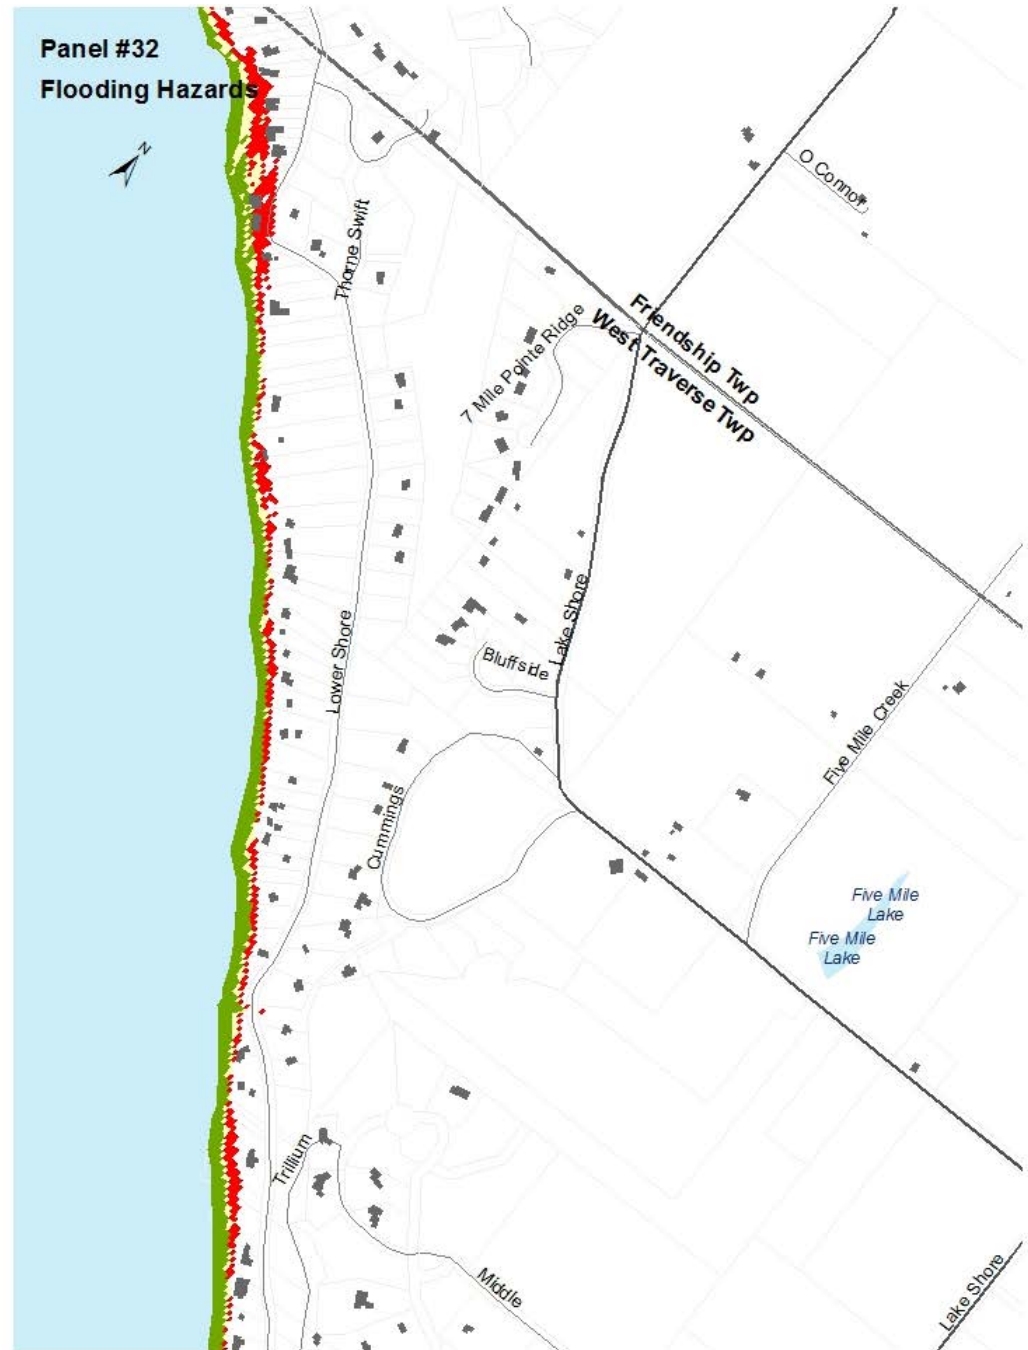 Panel #32
Flooding Hazards
N
O Connor
Thorne Swift
Friendship Twp
West Traverse Twp
7 Mile Pointe Ridge
Lake Shore
Lower Shore
Bluffside
Five Mile Creek
Cummings
Five Mile
Lake
Five Mile
Lake
Trillium
Middle
Lake Shore